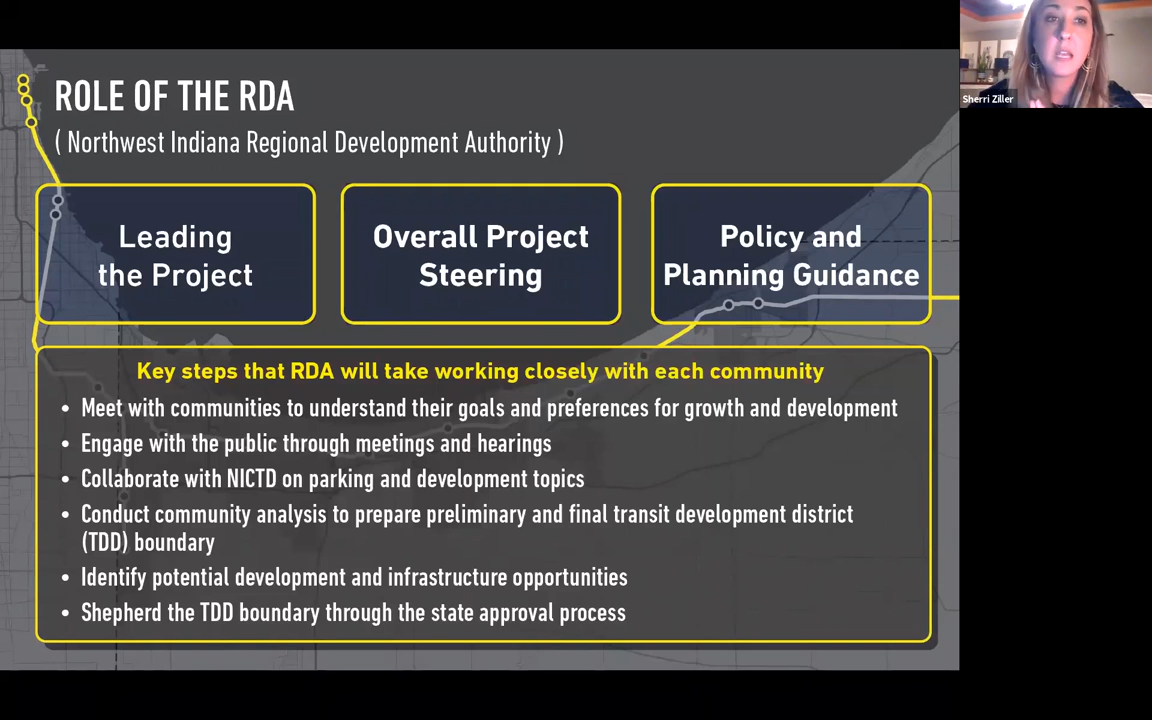 ROLE OF THE RDA
( Northwest Indiana Regional Development Authority )
Leading
the Project
Overall Project
Steering
Policy and
Planning Guidance
Key steps that RDA will take working closely with each community
• Meet with communities to understand their goals and preferences for growth and development
• Engage with the public through meetings and hearings
• Collaborate with NICTD on parking and development topics
• Conduct community analysis to prepare preliminary and final transit development district
(TDD) boundary
• Identify potential development and infrastructure opportunities
• Shepherd the TDD boundary through the state approval process
Sherri Ziller